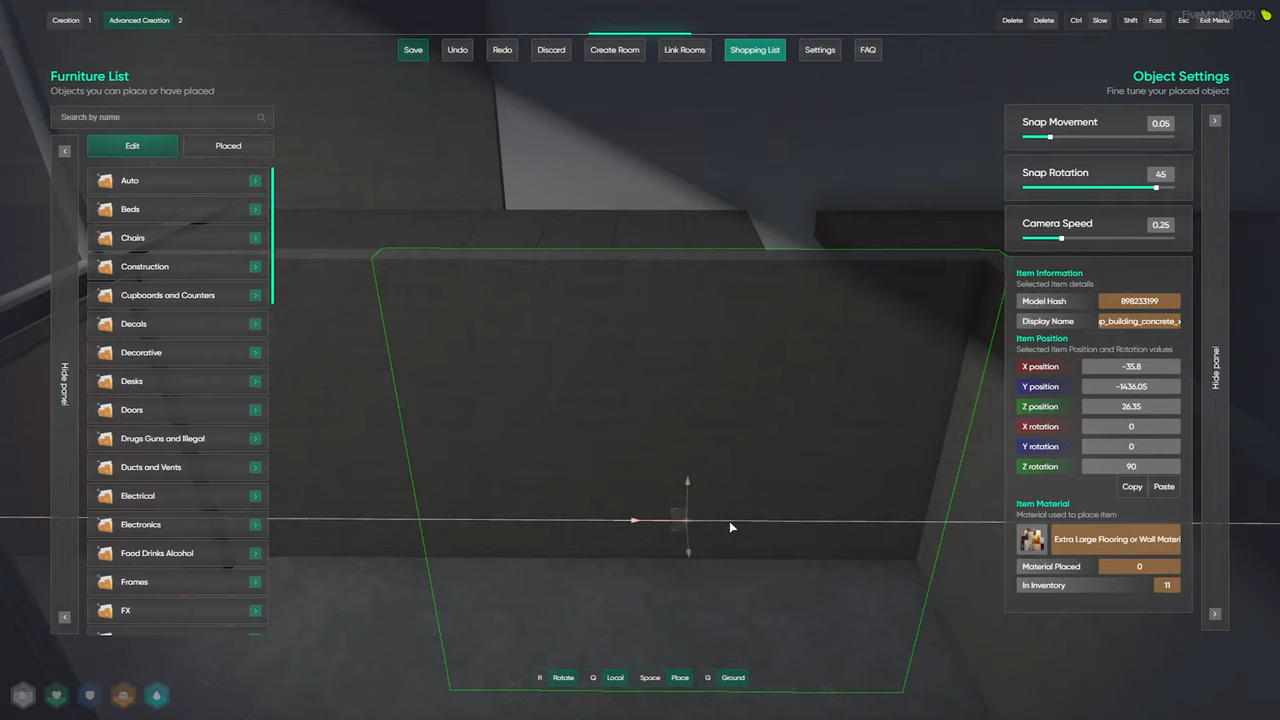 Creation 1 Advanced Creation 2
Delete Delete Ctrl Slow Shift Fast Esc Exit Menu
FiveM* (b2802)
Save Undo Redo Discard Create Room Link Rooms Shopping List Settings FAQ
Furniture List
Objects you can place or have placed
Search by name
Edit Placed
Auto
Beds
Chairs
Construction
Cupboards and Counters
Decals
Decorative
Desks
Doors
Drugs Guns and Illegal
Ducts and Vents
Electrical
Electronics
Food Drinks Alcohol
Frames
FX
Hide panel
Object Settings
Fine tune your placed object
Snap Movement 0.05
Snap Rotation 45
Camera Speed 0.25
Item Information
Selected item details
Model Hash 898233199
Display Name p_building_concrete_x
Item Position
Selected item Position and Rotation values
X position -35.8
Y position -1436.05
Z position 26.35
X rotation 0
Y rotation 0
Z rotation 90
Copy Paste
Item Material
Material used to place item
Extra Large Flooring or Wall Materi
Material Placed 0
In Inventory 11
Hide panel
R Rotate Q Local Space Place G Ground